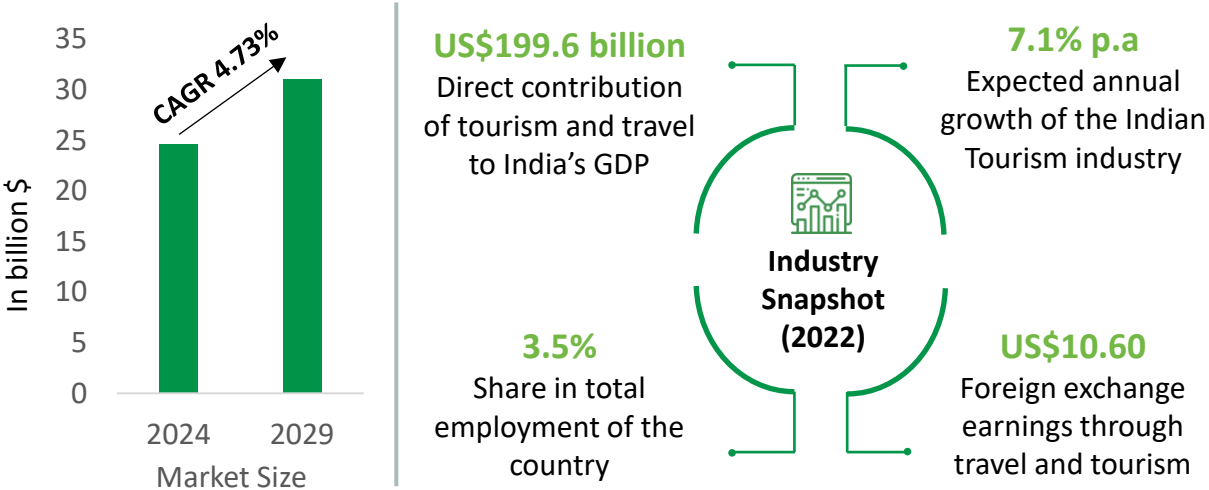 35
30
25
20
15
10
5
0
In billion $
CAGR 4.73%
2024 2029
Market Size
US$199.6 billion
Direct contribution
of tourism and travel
to India’s GDP
7.1% p.a
Expected annual
growth of the Indian
Tourism industry
Industry
Snapshot
(2022)
3.5%
Share in total
employment of the
country
US$10.60
Foreign exchange
earnings through
travel and tourism